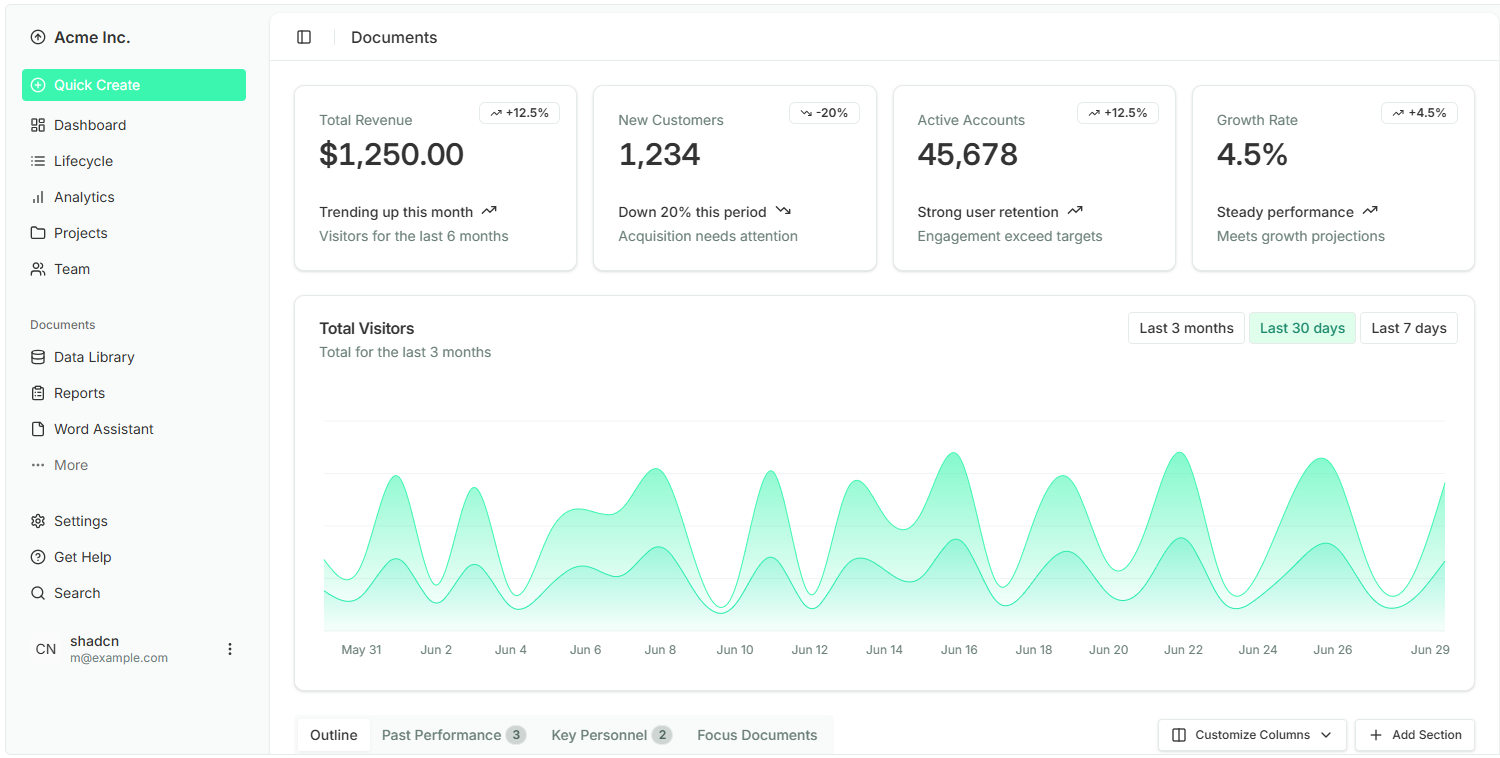 Acme Inc.
Quick Create
Dashboard
Lifecycle
Analytics
Projects
Team
Documents
Data Library
Reports
Word Assistant
More
Settings
Get Help
Search
CN
shadcn
m@example.com
Documents
Total Revenue
+12.5%
$1,250.00
Trending up this month
Visitors for the last 6 months
New Customers
-20%
1,234
Down 20% this period
Acquisition needs attention
Active Accounts
+12.5%
45,678
Strong user retention
Engagement exceed targets
Growth Rate
+4.5%
4.5%
Steady performance
Meets growth projections
Total Visitors
Total for the last 3 months
Last 3 months
Last 30 days
Last 7 days
May 31 Jun 2 Jun 4 Jun 6 Jun 8 Jun 10 Jun 12 Jun 14 Jun 16 Jun 18 Jun 20 Jun 22 Jun 24 Jun 26 Jun 29
Outline Past Performance 3 Key Personnel 2 Focus Documents
Customize Columns
Add Section